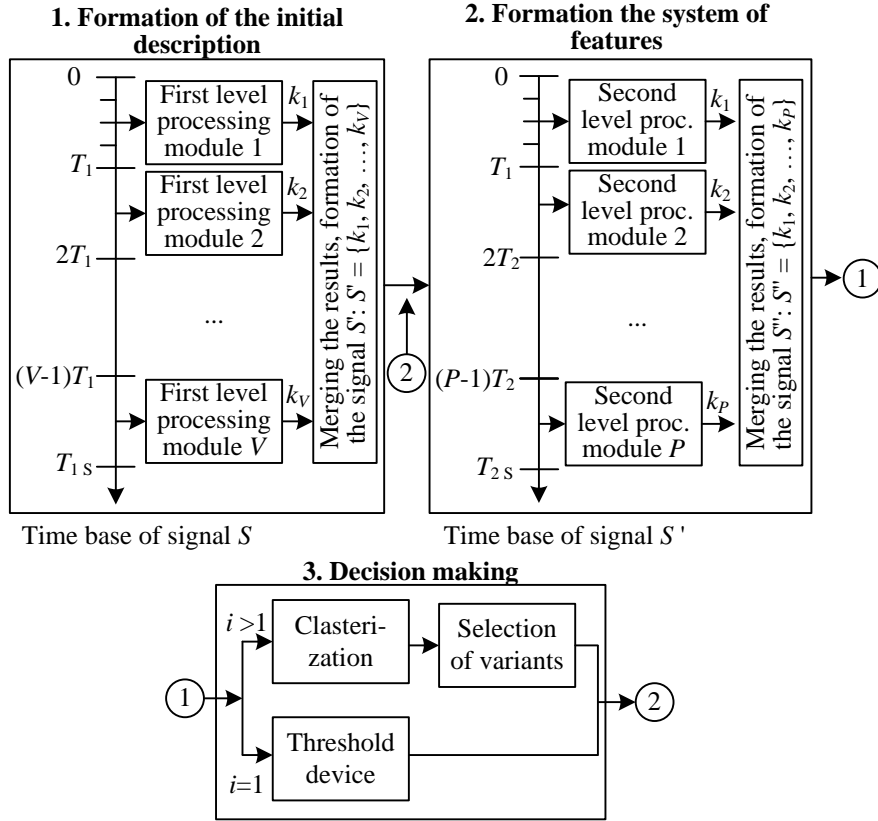 1. Formation of the initial
description
0
First level
processing
module 1
k1
T1
First level
processing
module 2
k2
2T1
...
(V-1)T1
First level
processing
module V
kV
T1 S
Merging the results, formation of
the signal S': S' = {k1, k2, …, kV}
Time base of signal S
2
2. Formation the system of
features
0
Second
level proc.
module 1
k1
T1
Second
level proc.
module 2
k2
2T2
...
(P-1)T2
Second
level proc.
module P
kP
T2 S
Merging the results, formation of
the signal S'': S'' = {k1, k2, …, kP}
Time base of signal S '
1
3. Decision making
1
i >1
Clasteri-
zation
Selection
of variants
i=1
Threshold
device
2